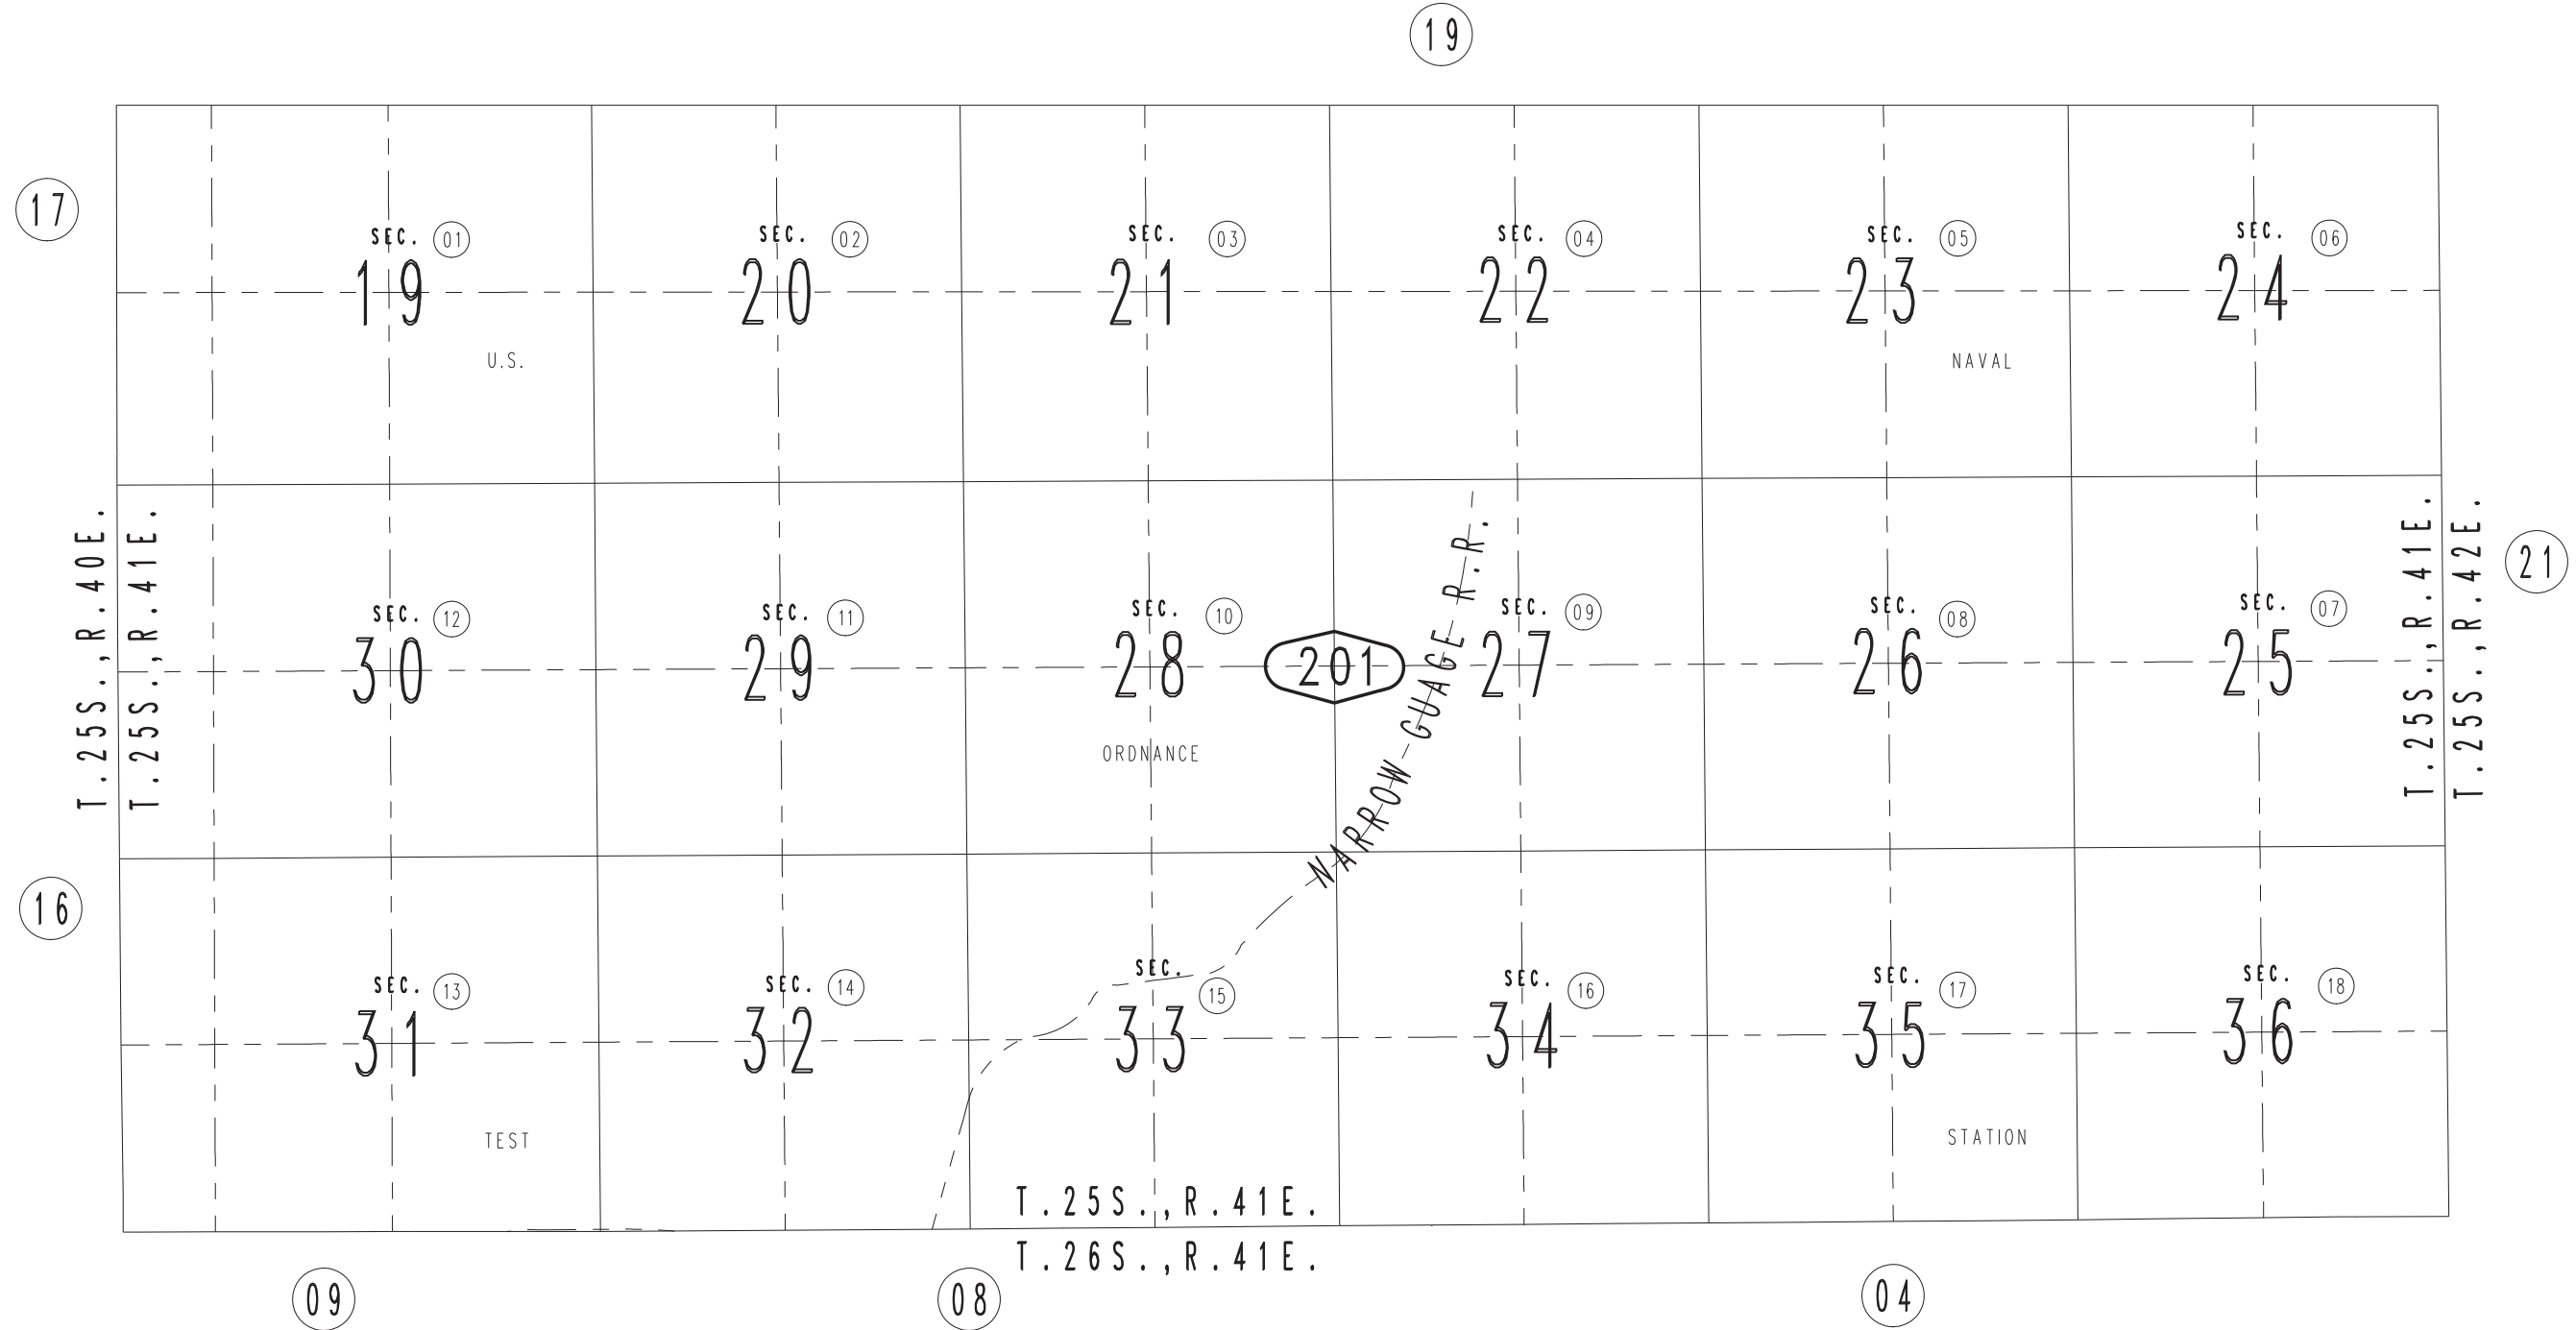 19
17
SEC. 01
19
SEC. 02
20
SEC. 03
21
SEC. 04
22
SEC. 05
23
SEC. 06
24
U.S.
NAVAL
T.25S.,R.40E.
T.25S.,R.41E.
SEC. 12
30
SEC. 11
29
SEC. 10
28
201
NARROW GUAGE R.R.
SEC. 09
27
SEC. 08
26
SEC. 07
25
T.25S.,R.41E.
T.25S.,R.42E.
21
ORDNANCE
16
SEC. 13
31
SEC. 14
32
SEC. 15
33
SEC. 16
34
SEC. 17
35
SEC. 18
36
TEST
STATION
T.25S.,R.41E.
T.26S.,R.41E.
09
08
04